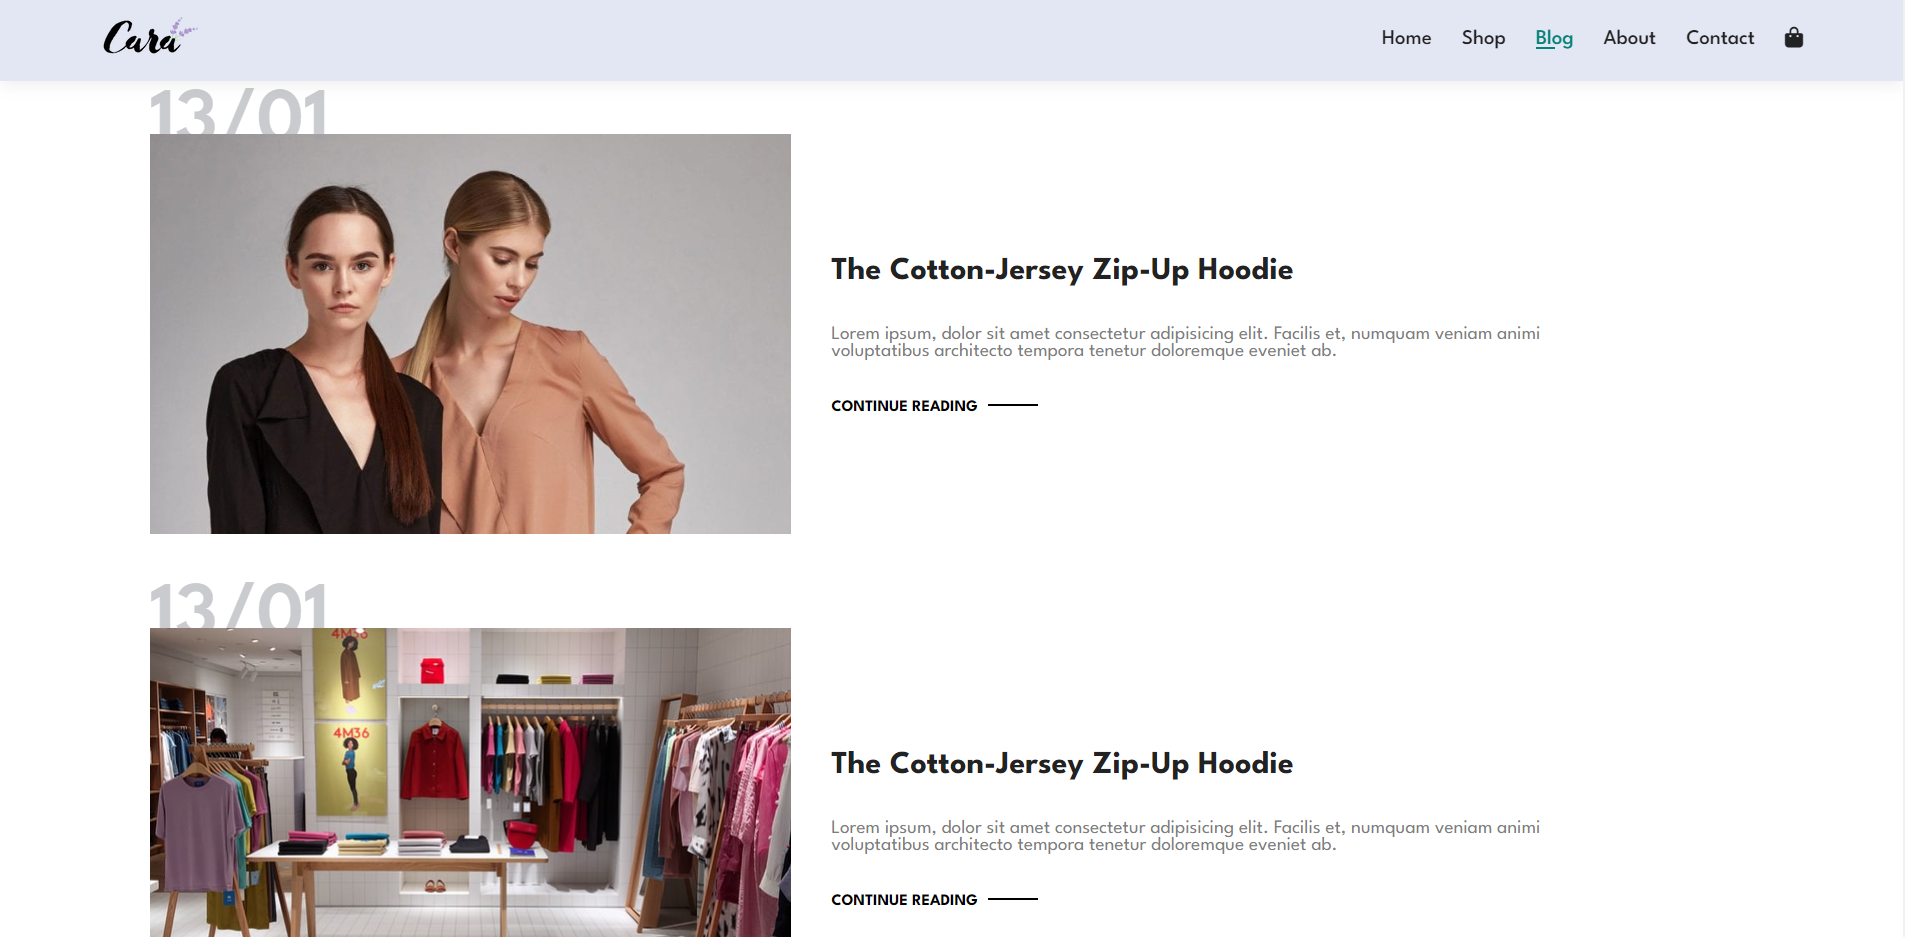 Cara
Home Shop Blog About Contact
13/01
The Cotton-Jersey Zip-Up Hoodie
Lorem ipsum, dolor sit amet consectetur adipisicing elit. Facilis et, numquam veniam animi
voluptatibus architecto tempora tenetur doloremque eveniet ab.
CONTINUE READING
13/01
4M36
4M36
The Cotton-Jersey Zip-Up Hoodie
Lorem ipsum, dolor sit amet consectetur adipisicing elit. Facilis et, numquam veniam animi
voluptatibus architecto tempora tenetur doloremque eveniet ab.
CONTINUE READING